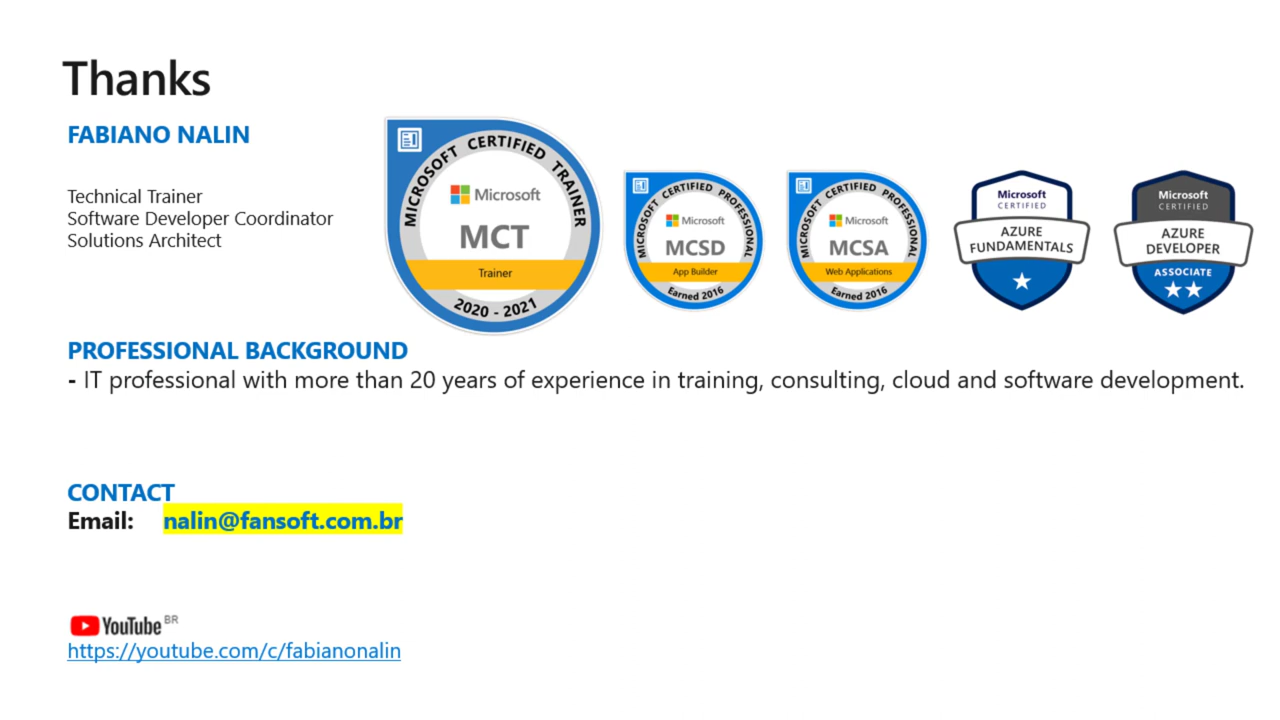 Thanks
FABIANO NALIN
Technical Trainer
Software Developer Coordinator
Solutions Architect
MICROSOFT CERTIFIED TRAINER
Microsoft
MCT
Trainer
2020 - 2021
MICROSOFT CERTIFIED PROFESSIONAL
Microsoft
MCSD
App Builder
Earned 2016
MICROSOFT CERTIFIED PROFESSIONAL
Microsoft
MCSA
Web Applications
Earned 2016
Microsoft
CERTIFIED
AZURE
FUNDAMENTALS
Microsoft
CERTIFIED
AZURE
DEVELOPER
ASSOCIATE
PROFESSIONAL BACKGROUND
- IT professional with more than 20 years of experience in training, consulting, cloud and software development.
CONTACT
Email: nalin@fansoft.com.br
YouTube BR
https://youtube.com/c/fabianonalin